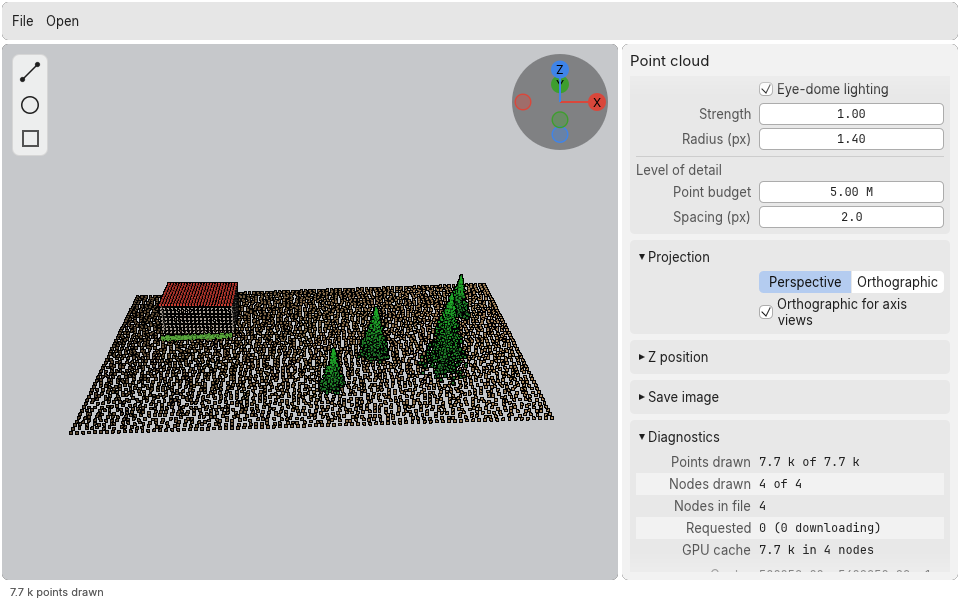 File Open
Z
Y
X
Point cloud
Eye-dome lighting
Strength 1.00
Radius (px) 1.40
Level of detail
Point budget 5.00 M
Spacing (px) 2.0
Projection
Perspective Orthographic
Orthographic for axis
views
Z position
Save image
Diagnostics
Points drawn 7.7 k of 7.7 k
Nodes drawn 4 of 4
Nodes in file 4
Requested 0 (0 downloading)
GPU cache 7.7 k in 4 nodes
7.7 k points drawn